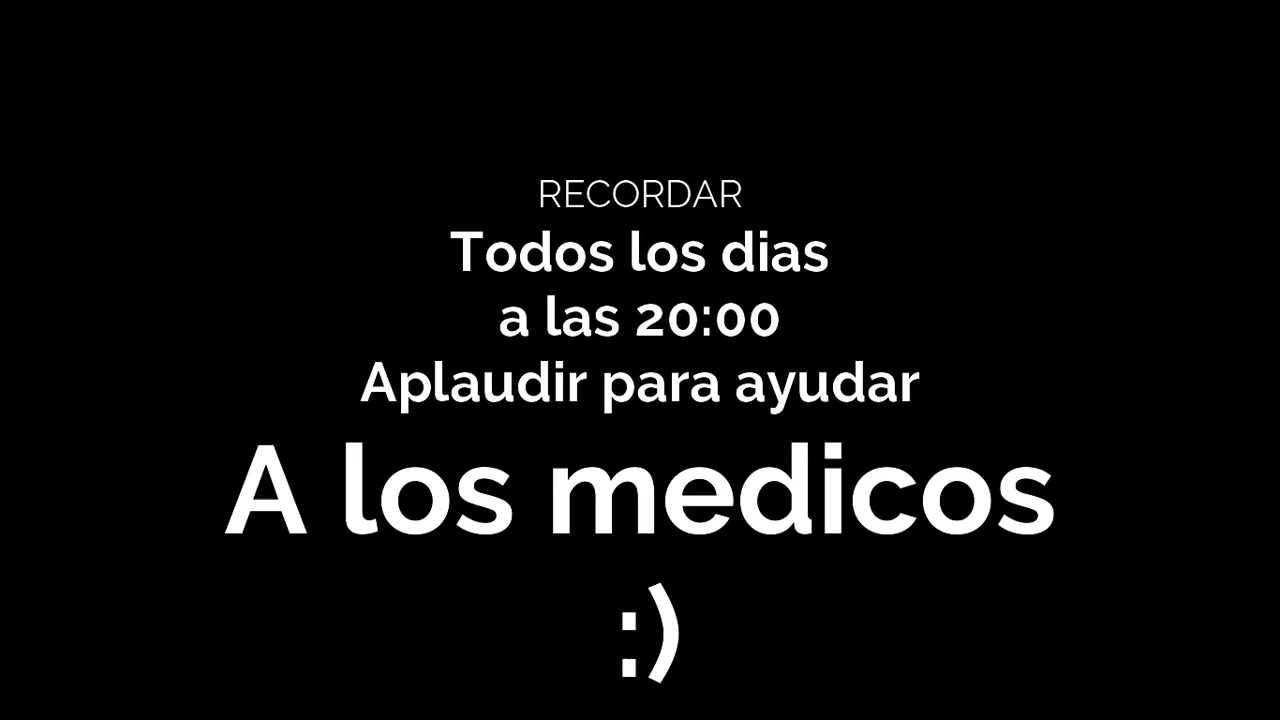 RECORDAR
Todos los dias
a las 20:00
Aplaudir para ayudar
A los medicos
:)